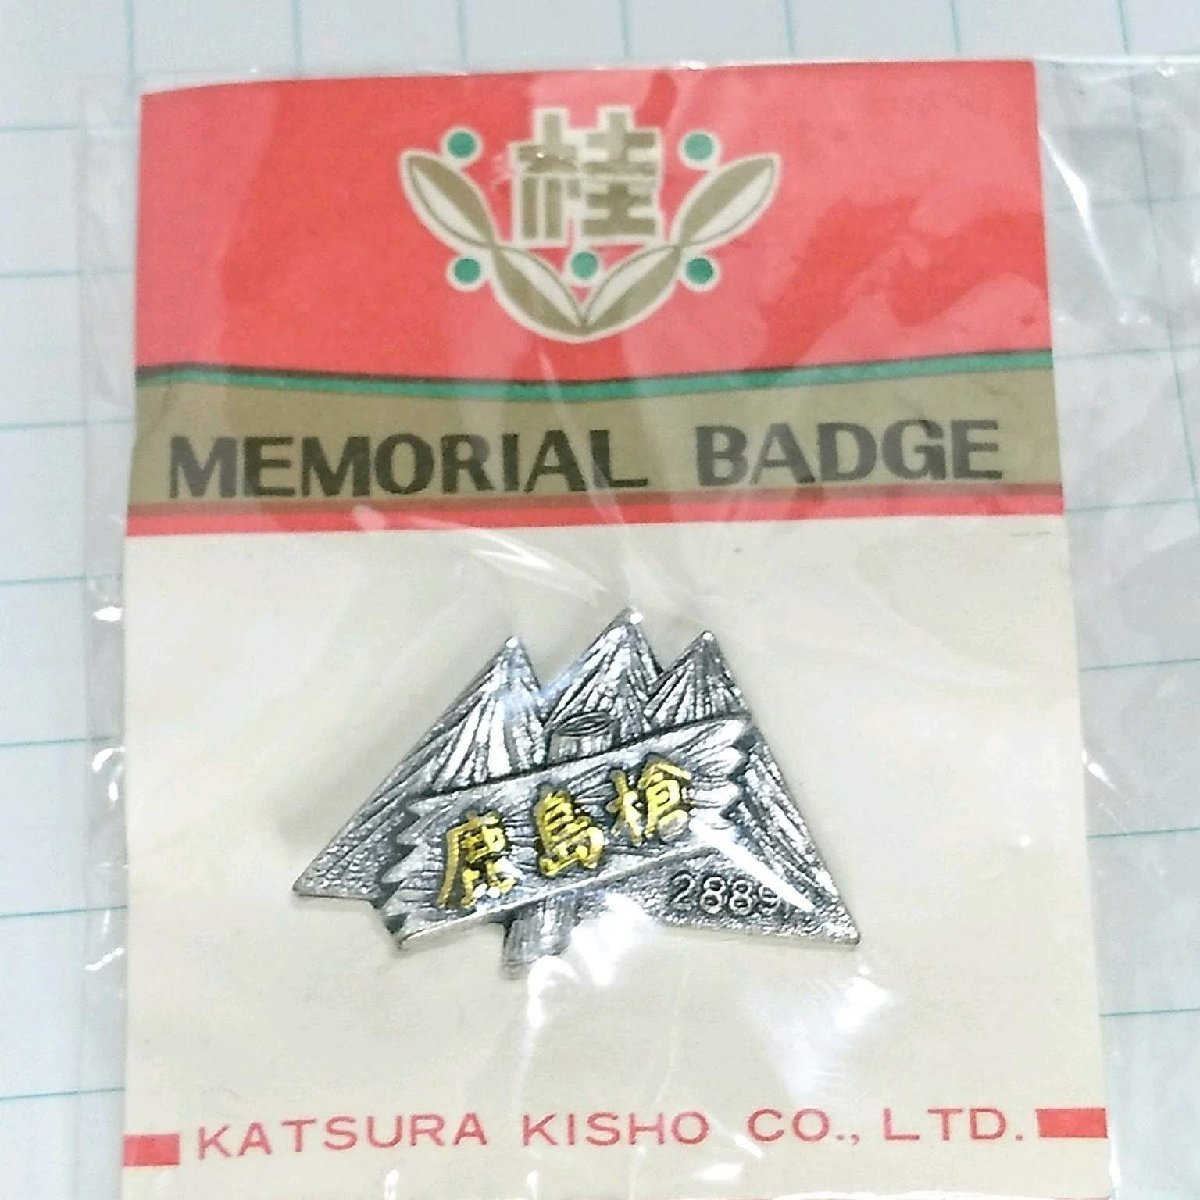 桂
MEMORIAL BADGE
鹿島槍
2889
KATSURA KISHO CO., LTD.